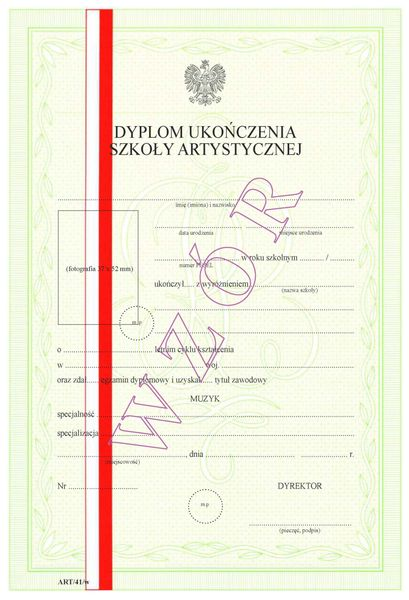 DYPLOM UKOŃCZENIA
SZKOŁY ARTYSTYCZNEJ
WZÓR
imię (imiona) i nazwisko
data urodzenia miejsce urodzenia
(fotografia 37 x 52 mm)
w roku szkolnym ......... / .........
numer PESEL
ukończył..... z wyróżnieniem
(nazwa szkoły)
m.p
o ........ letnim cyklu kształcenia
w ........ woj
oraz zdał...... egzamin dyplomowy i uzyskał...... tytuł zawodowy
MUZYK
specjalność
specjalizacja
, dnia ........ r.
(miejscowość)
Nr ........ DYREKTOR
m.p
(pieczęć, podpis)
ART/41/w